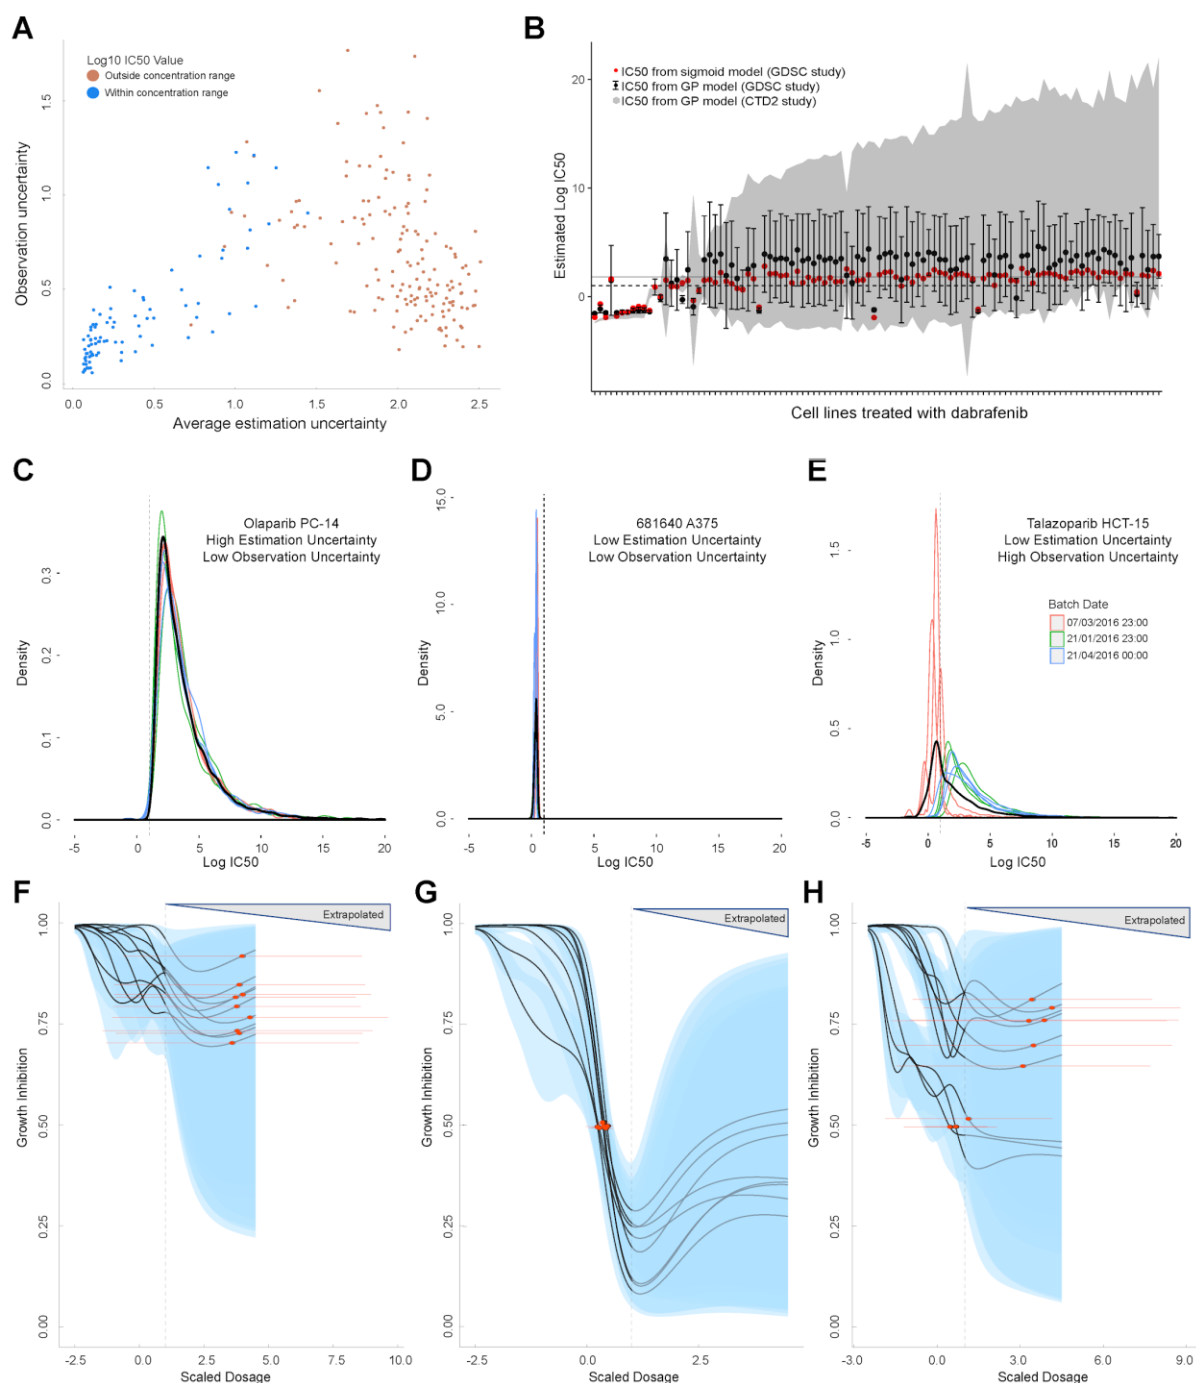 A
Log10 IC50 Value
Outside concentration range
Within concentration range
Observation uncertainty
0.0
0.5
1.0
1.5
0.0 0.5 1.0 1.5 2.0 2.5
Average estimation uncertainty
B
IC50 from sigmoid model (GDSC study)
IC50 from GP model (GDSC study)
IC50 from GP model (CTD2 study)
Estimated Log IC50
20
10
0
Cell lines treated with dabrafenib
C
Olaparib PC-14
High Estimation Uncertainty
Low Observation Uncertainty
Density
0.3
0.2
0.1
0.0
-5 0 5 10 15 20
Log IC50
D
681640 A375
Low Estimation Uncertainty
Low Observation Uncertainty
Density
15.0
10.0
5.0
0.0
-5 0 5 10 15 20
Log IC50
E
Talazoparib HCT-15
Low Estimation Uncertainty
High Observation Uncertainty
Batch Date
07/03/2016 23:00
21/01/2016 23:00
21/04/2016 00:00
Density
1.5
1.0
0.5
0.0
-5 0 5 10 15 20
Log IC50
F
Extrapolated
Growth Inhibition
1.00
0.75
0.50
0.25
0.00
-2.5 0.0 2.5 5.0 7.5 10.0
Scaled Dosage
G
Extrapolated
Growth Inhibition
1.00
0.75
0.50
0.25
0.00
-2.5 0.0 2.5
Scaled Dosage
H
Extrapolated
Growth Inhibition
1.00
0.75
0.50
0.25
0.00
-3.0 0.0 3.0 6.0 9.0
Scaled Dosage